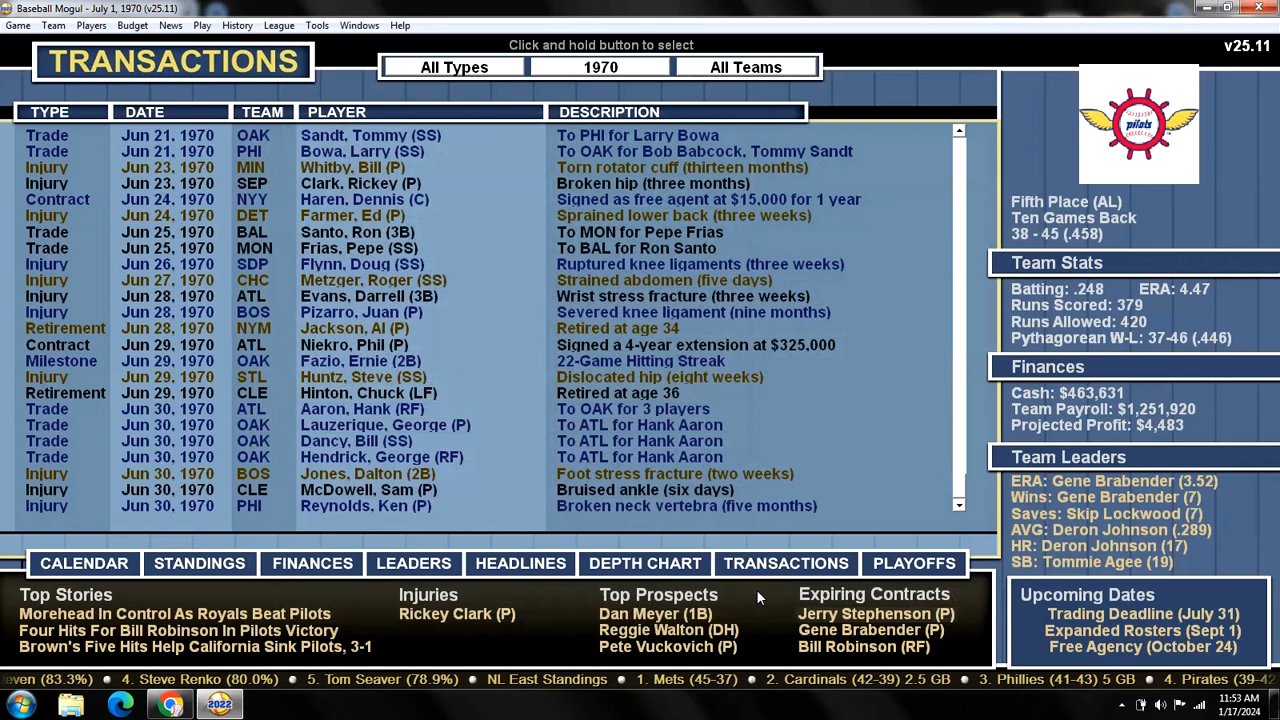 Baseball Mogul - July 1, 1970 (v25.11)
Game Team Players Budget News Play History League Tools Windows Help
TRANSACTIONS
Click and hold button to select
All Types 1970 All Teams
v25.11
TYPE DATE TEAM PLAYER DESCRIPTION
Trade Jun 21, 1970 OAK Sandt, Tommy (SS) To PHI for Larry Bowa
Trade Jun 21, 1970 PHI Bowa, Larry (SS) To OAK for Bob Babcock, Tommy Sandt
Injury Jun 23, 1970 MIN Whitby, Bill (P) Torn rotator cuff (thirteen months)
Injury Jun 23, 1970 SEP Clark, Rickey (P) Broken hip (three months)
Contract Jun 24, 1970 NYY Haren, Dennis (C) Signed as free agent at $15,000 for 1 year
Injury Jun 24, 1970 DET Farmer, Ed (P) Sprained lower back (three weeks)
Trade Jun 25, 1970 BAL Santo, Ron (3B) To MON for Pepe Frias
Trade Jun 25, 1970 MON Frias, Pepe (SS) To BAL for Ron Santo
Injury Jun 26, 1970 SDP Flynn, Doug (SS) Ruptured knee ligaments (three weeks)
Injury Jun 27, 1970 CHC Metzger, Roger (SS) Strained abdomen (five days)
Injury Jun 28, 1970 ATL Evans, Darrell (3B) Wrist stress fracture (three weeks)
Injury Jun 28, 1970 BOS Pizarro, Juan (P) Severed knee ligament (nine months)
Retirement Jun 28, 1970 NYM Jackson, Al (P) Retired at age 34
Contract Jun 29, 1970 ATL Niekro, Phil (P) Signed a 4-year extension at $325,000
Milestone Jun 29, 1970 OAK Fazio, Ernie (2B) 22-Game Hitting Streak
Injury Jun 29, 1970 STL Huntz, Steve (SS) Dislocated hip (eight weeks)
Retirement Jun 29, 1970 CLE Hinton, Chuck (LF) Retired at age 36
Trade Jun 30, 1970 ATL Aaron, Hank (RF) To OAK for 3 players
Trade Jun 30, 1970 OAK Lauzerique, George (P) To ATL for Hank Aaron
Trade Jun 30, 1970 OAK Dancy, Bill (SS) To ATL for Hank Aaron
Trade Jun 30, 1970 OAK Hendrick, George (RF) To ATL for Hank Aaron
Injury Jun 30, 1970 BOS Jones, Dalton (2B) Foot stress fracture (two weeks)
Injury Jun 30, 1970 CLE McDowell, Sam (P) Bruised ankle (six days)
Injury Jun 30, 1970 PHI Reynolds, Ken (P) Broken neck vertebra (five months)
pilots
Fifth Place (AL)
Ten Games Back
38 - 45 (.458)
Team Stats
Batting: .248 ERA: 4.47
Runs Scored: 379
Runs Allowed: 420
Pythagorean W-L: 37-46 (.446)
Finances
Cash: $463,631
Team Payroll: $1,251,920
Projected Profit: $4,483
Team Leaders
ERA: Gene Brabender (3.52)
Wins: Gene Brabender (7)
Saves: Skip Lockwood (7)
AVG: Deron Johnson (.289)
HR: Deron Johnson (17)
SB: Tommie Agee (19)
CALENDAR STANDINGS FINANCES LEADERS HEADLINES DEPTH CHART TRANSACTIONS PLAYOFFS
Top Stories
Morehead In Control As Royals Beat Pilots
Four Hits For Bill Robinson In Pilots Victory
Brown's Five Hits Help California Sink Pilots, 3-1
Injuries
Rickey Clark (P)
Top Prospects
Dan Meyer (1B)
Reggie Walton (DH)
Pete Vuckovich (P)
Expiring Contracts
Jerry Stephenson (P)
Gene Brabender (P)
Bill Robinson (RF)
Upcoming Dates
Trading Deadline (July 31)
Expanded Rosters (Sept 1)
Free Agency (October 24)
even (83.3%) 4. Steve Renko (80.0%) 5. Tom Seaver (78.9%) NL East Standings 1. Mets (45-37) 2. Cardinals (42-39) 2.5 GB 3. Phillies (41-43) 5 GB 4. Pirates (39-42
2022
11:53 AM
1/17/2024